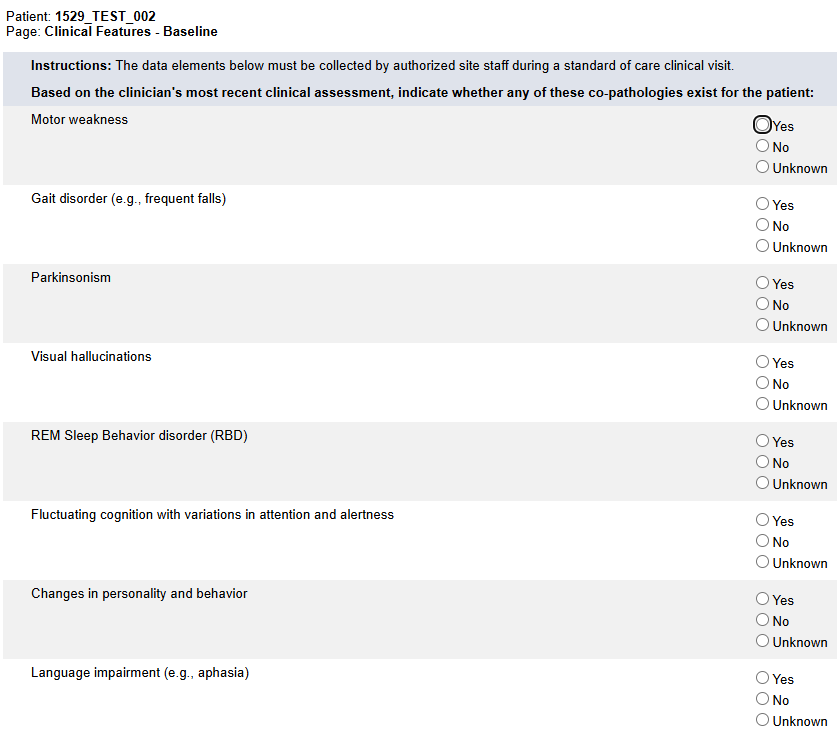 Patient: 1529_TEST_002
Page: Clinical Features - Baseline
Instructions: The data elements below must be collected by authorized site staff during a standard of care clinical visit.
Based on the clinician's most recent clinical assessment, indicate whether any of these co-pathologies exist for the patient:
Motor weakness
Yes
No
Unknown
Gait disorder (e.g., frequent falls)
Yes
No
Unknown
Parkinsonism
Yes
No
Unknown
Visual hallucinations
Yes
No
Unknown
REM Sleep Behavior disorder (RBD)
Yes
No
Unknown
Fluctuating cognition with variations in attention and alertness
Yes
No
Unknown
Changes in personality and behavior
Yes
No
Unknown
Language impairment (e.g., aphasia)
Yes
No
Unknown